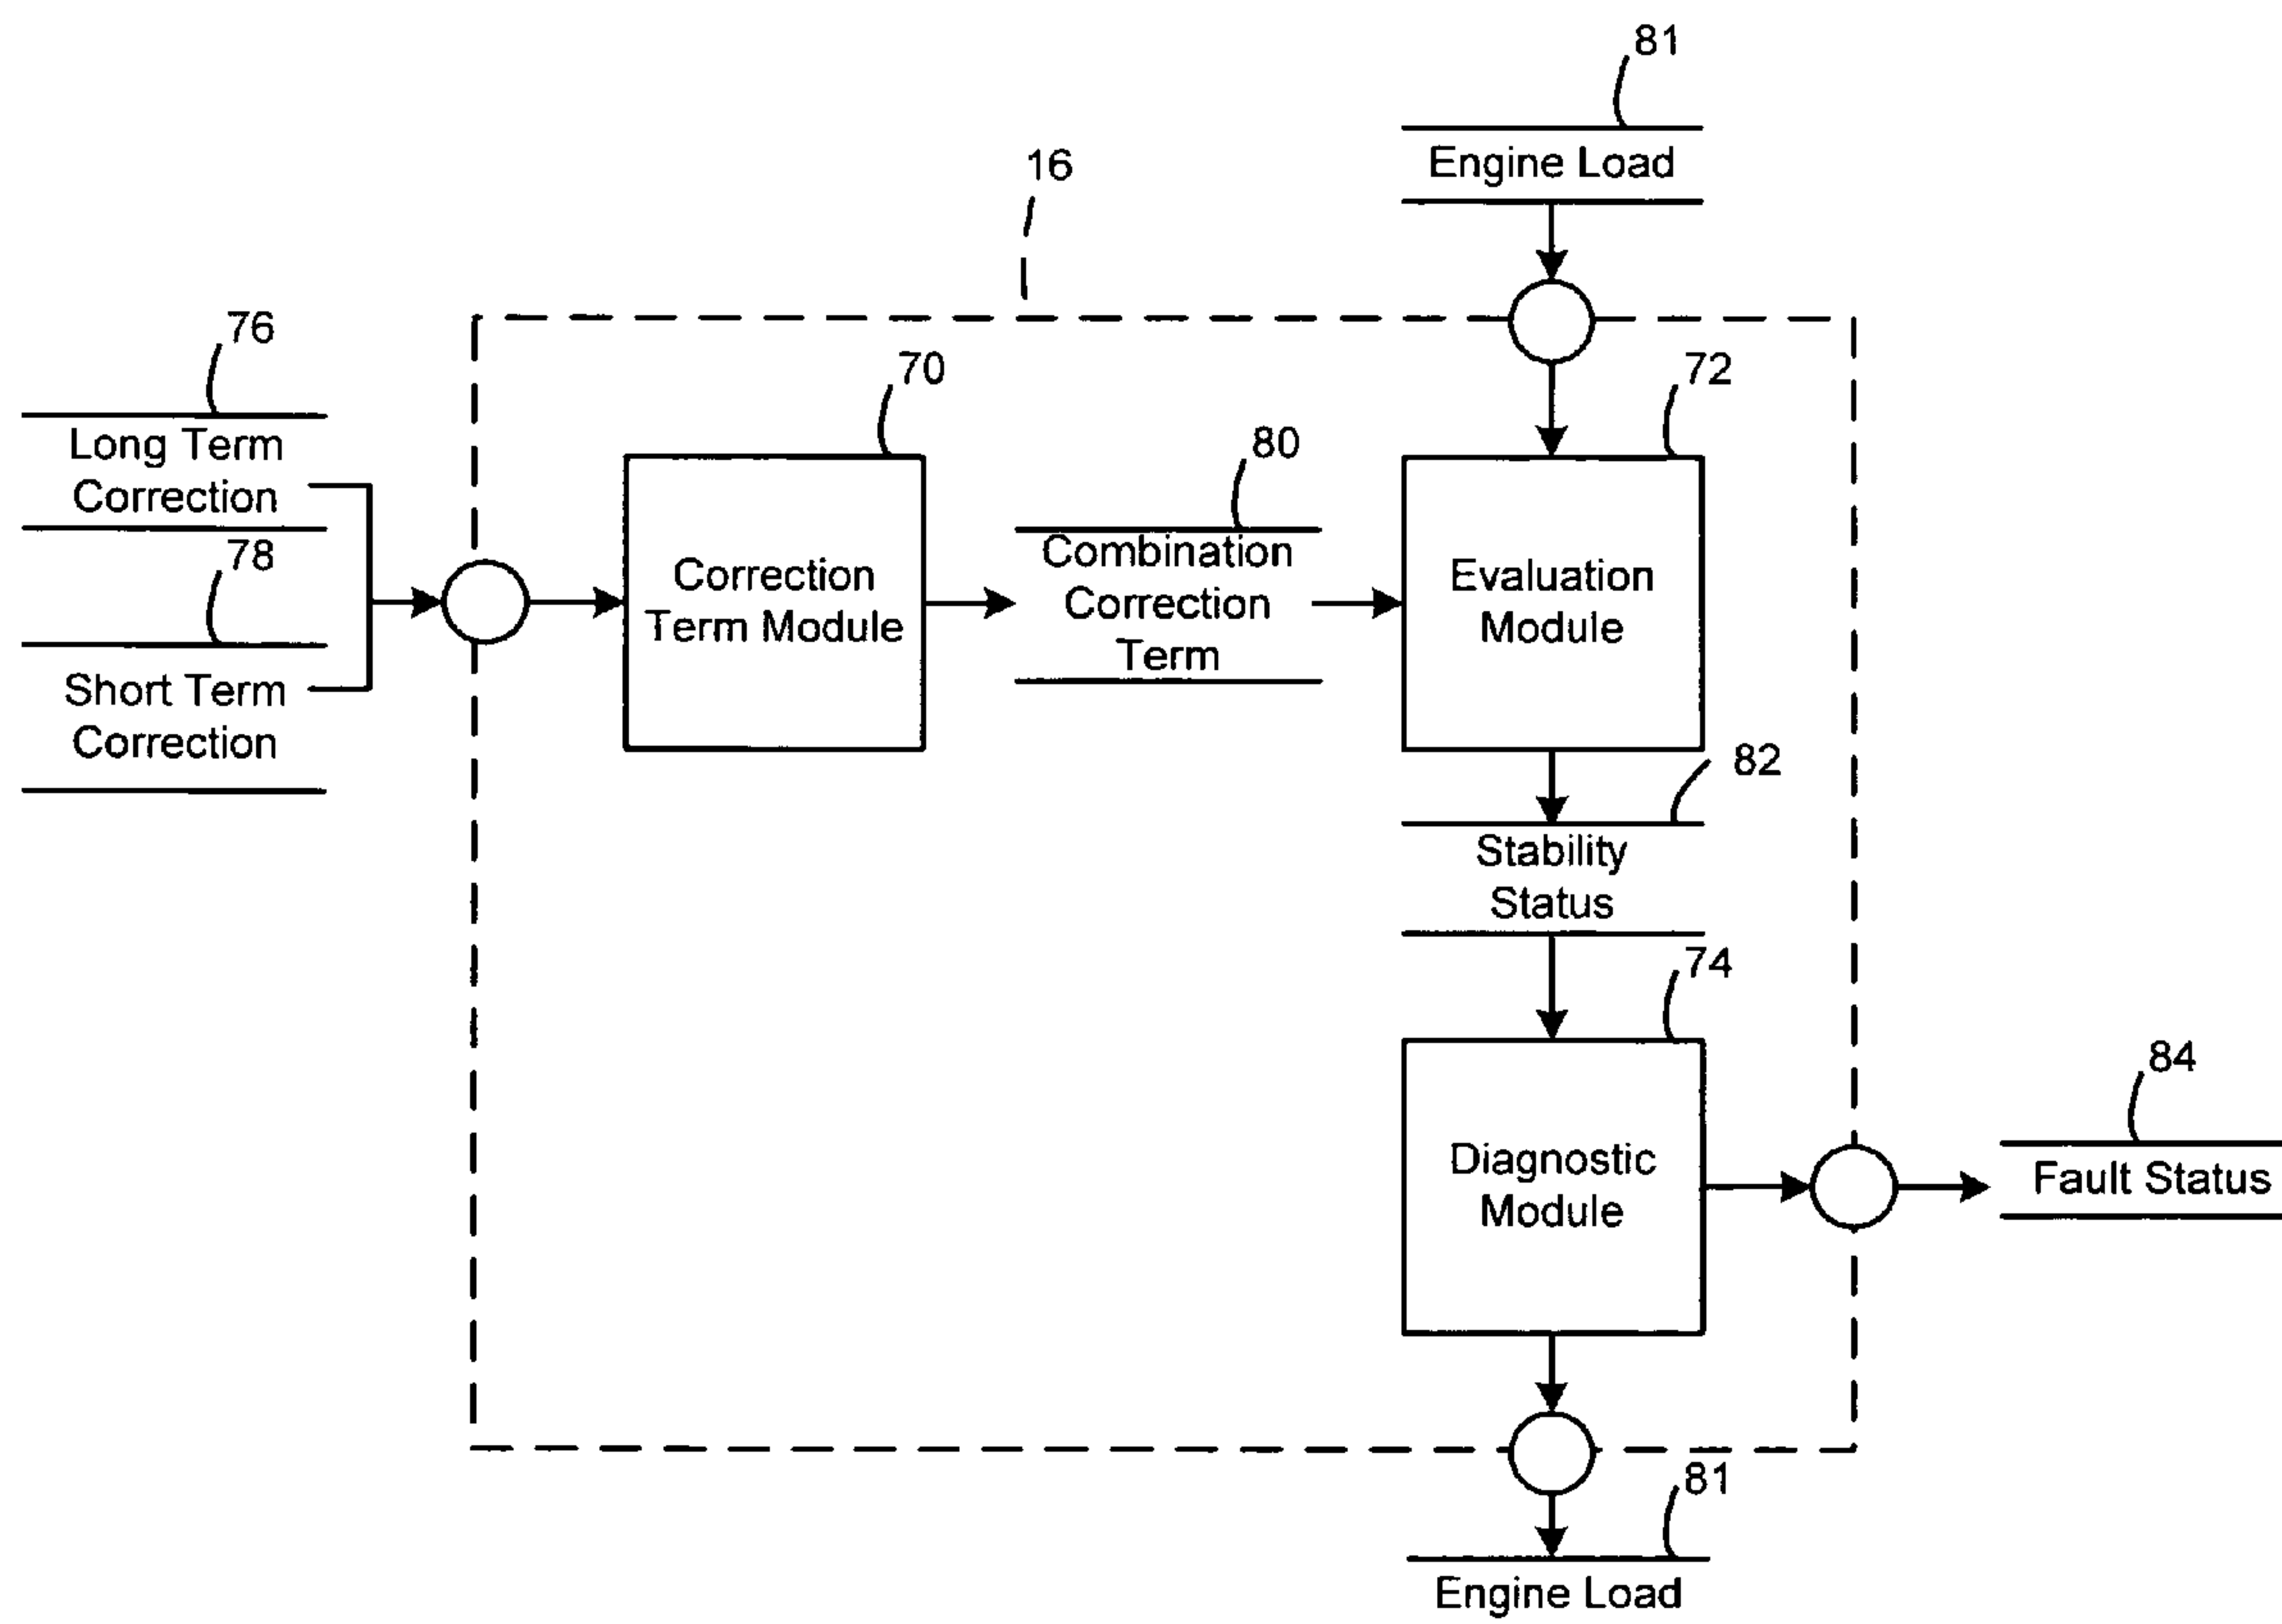 81
Engine Load
16
76
Long Term
Correction
78
Short Term
Correction
70
Correction
Term Module
80
Combination
Correction
Term
72
Evaluation
Module
82
Stability
Status
74
Diagnostic
Module
84
Fault Status
81
Engine Load